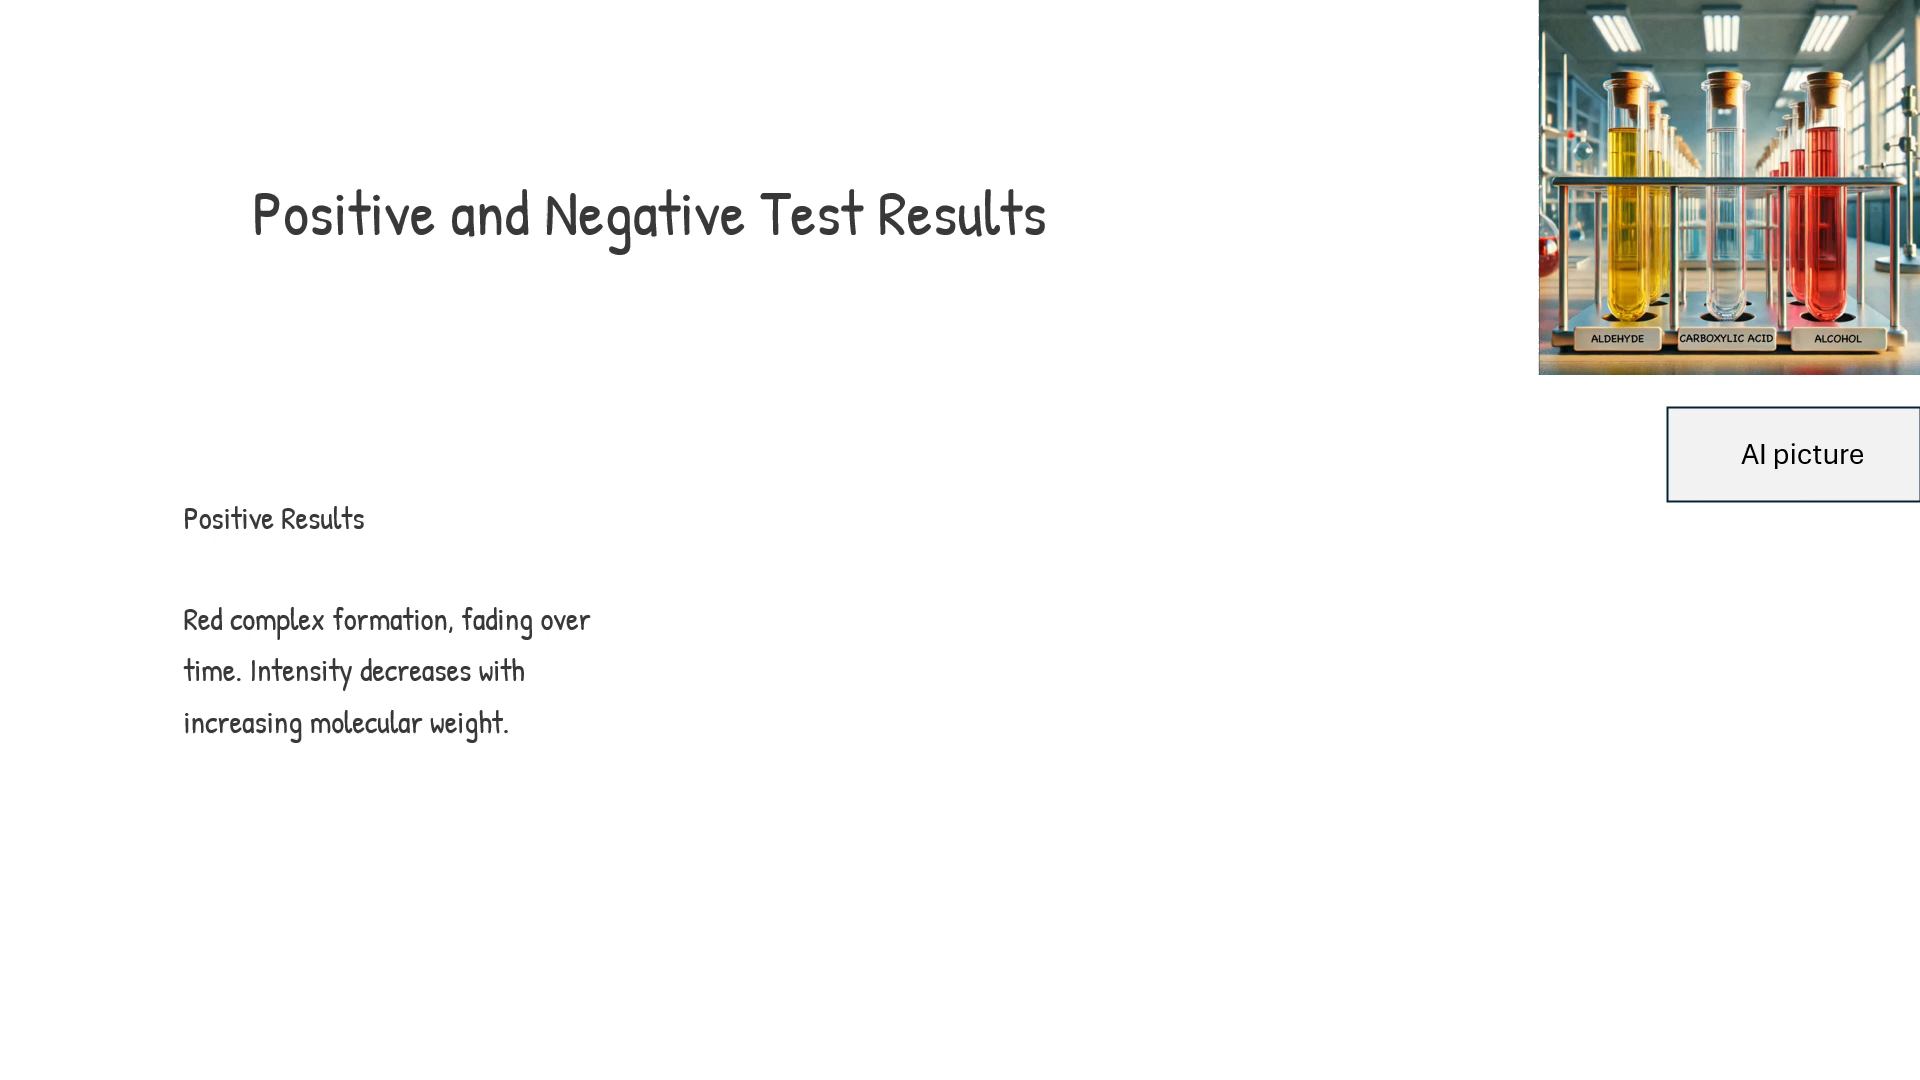 Positive and Negative Test Results
ALDEHYDE
CARBOXYLIC ACID
ALCOHOL
AI picture
Positive Results
Red complex formation, fading over
time. Intensity decreases with
increasing molecular weight.